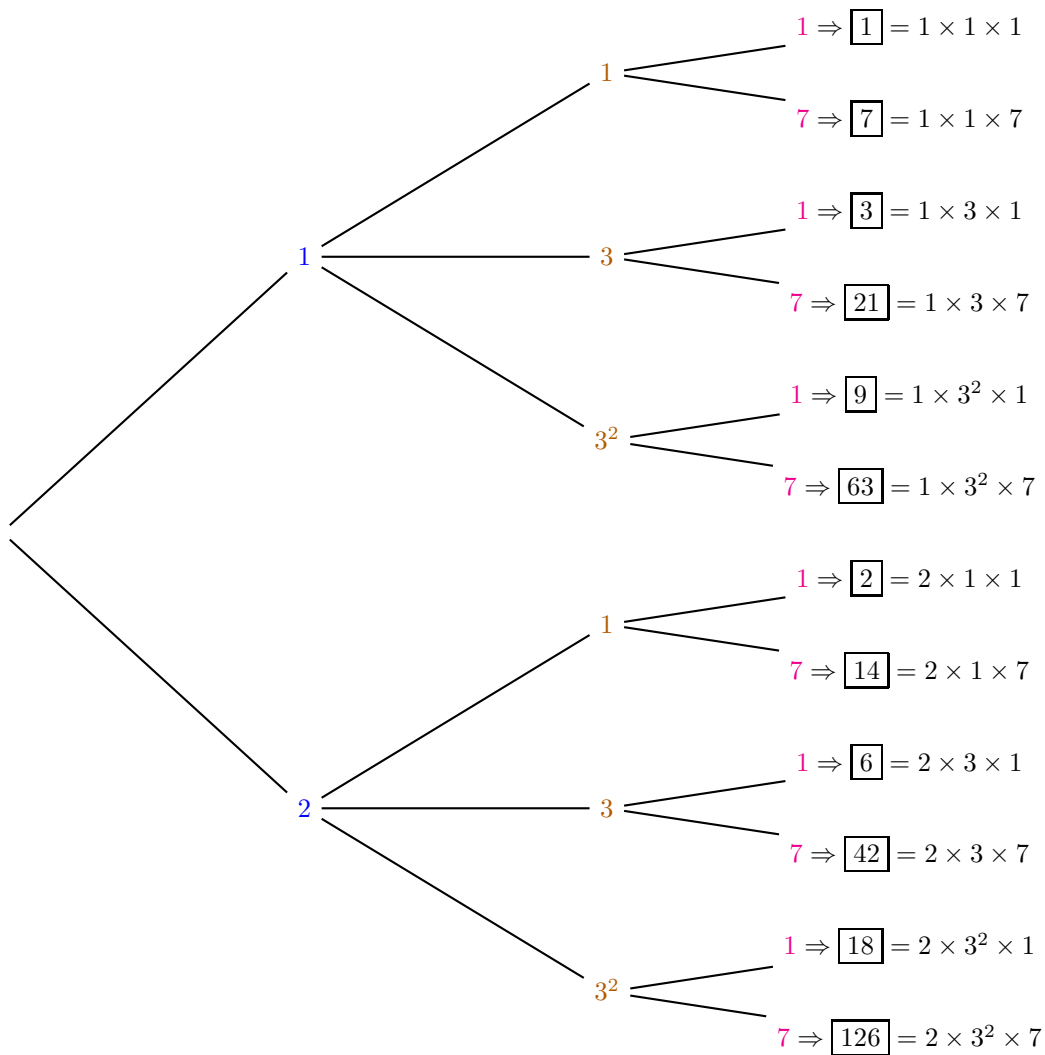 1 ⇒ 1 = 1 × 1 × 1
1
7 ⇒ 7 = 1 × 1 × 7
1 ⇒ 3 = 1 × 3 × 1
1
3
7 ⇒ 21 = 1 × 3 × 7
1 ⇒ 9 = 1 × 3² × 1
3²
7 ⇒ 63 = 1 × 3² × 7
1 ⇒ 2 = 2 × 1 × 1
1
7 ⇒ 14 = 2 × 1 × 7
1 ⇒ 6 = 2 × 3 × 1
2
3
7 ⇒ 42 = 2 × 3 × 7
1 ⇒ 18 = 2 × 3² × 1
3²
7 ⇒ 126 = 2 × 3² × 7